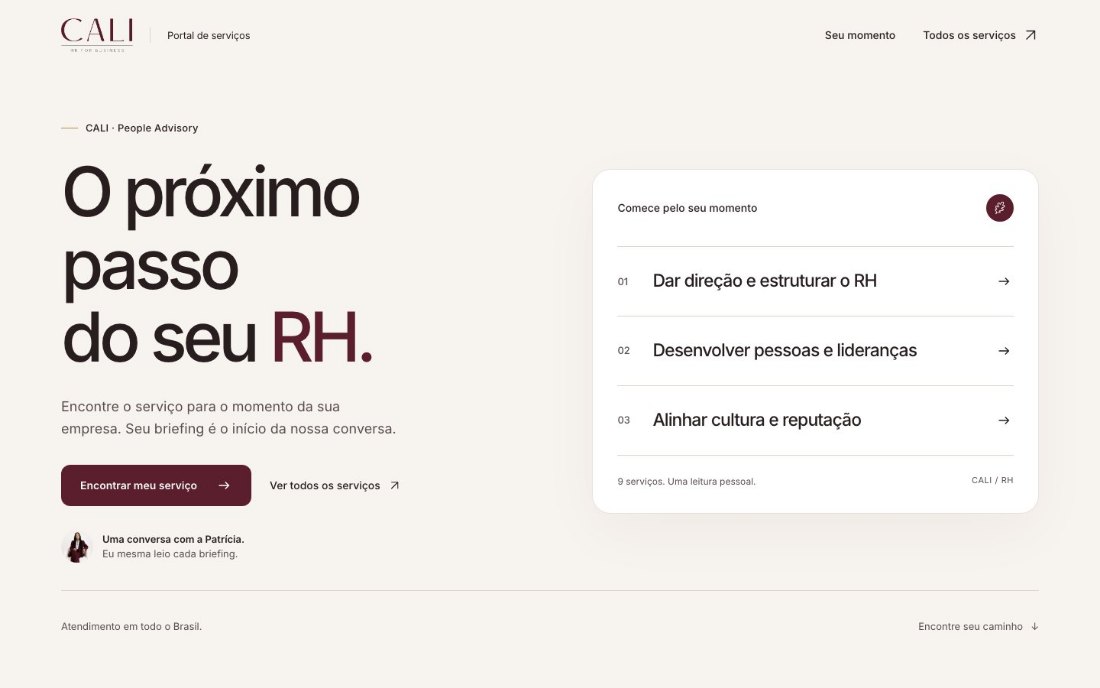 CALI
RH FOR BUSINESS
Portal de serviços
Seu momento
Todos os serviços
CALI · People Advisory
O próximo
passo
do seu RH.
Encontre o serviço para o momento da sua
empresa. Seu briefing é o início da nossa conversa.
Encontrar meu serviço
Ver todos os serviços
Uma conversa com a Patrícia.
Eu mesma leio cada briefing.
Comece pelo seu momento
01 Dar direção e estruturar o RH
02 Desenvolver pessoas e lideranças
03 Alinhar cultura e reputação
9 serviços. Uma leitura pessoal.
CALI / RH
Atendimento em todo o Brasil.
Encontre seu caminho